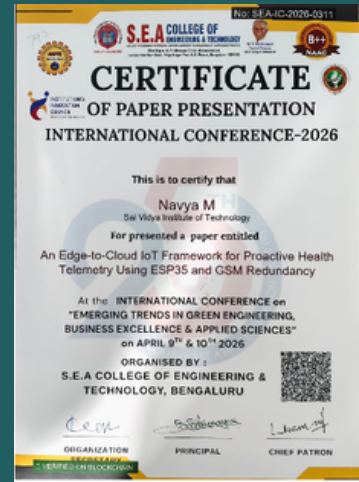 No: SEA-IC-2026-0311
793
S.E.A COLLEGE OF
ENGINEERING & TECHNOLOGY
B++
NAAC
CERTIFICATE
OF PAPER PRESENTATION
INTERNATIONAL CONFERENCE-2026
This is to certify that
Navya M
Sai Vidya Institute of Technology
For presented a paper entitled
An Edge-to-Cloud IoT Framework for Proactive Health
Telemetry Using ESP35 and GSM Redundancy
At the INTERNATIONAL CONFERENCE on
"EMERGING TRENDS IN GREEN ENGINEERING,
BUSINESS EXCELLENCE & APPLIED SCIENCES"
on APRIL 9TH & 10TH 2026
ORGANISED BY :
S.E.A COLLEGE OF ENGINEERING &
TECHNOLOGY, BENGALURU
ORGANIZATION
SECRETARY
PRINCIPAL
CHIEF PATRON
VERIFIED ON BLOCKCHAIN